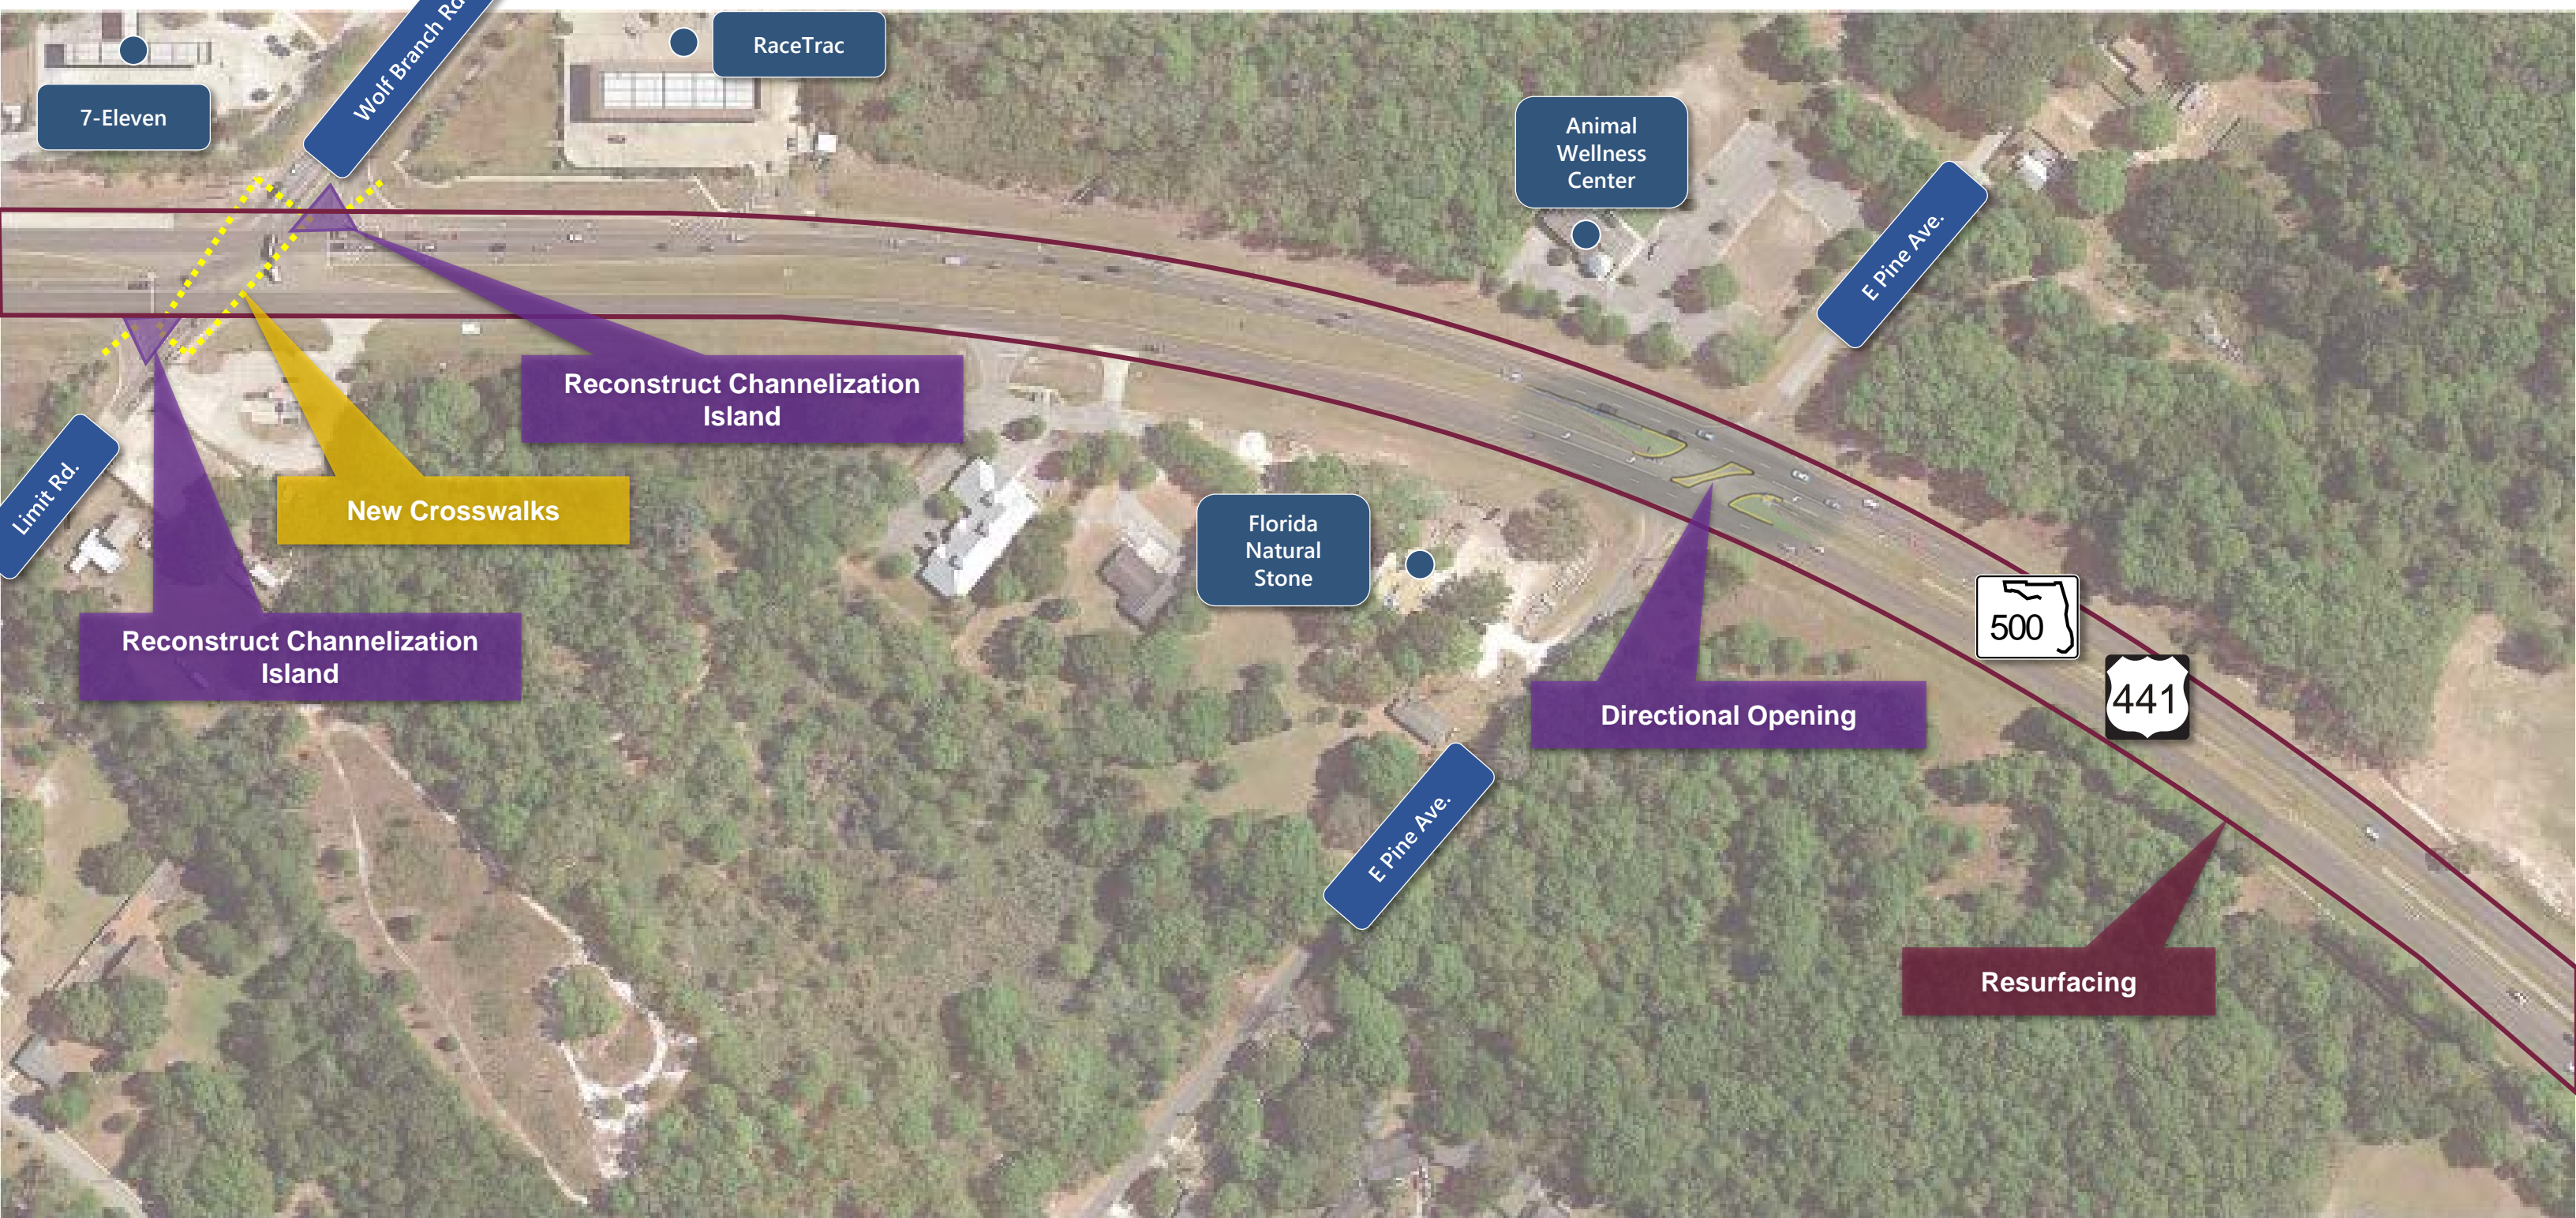 Wolf Branch Rd
RaceTrac
7-Eleven
Animal
Wellness
Center
E Pine Ave.
Reconstruct Channelization
Island
New Crosswalks
Limit Rd.
Florida
Natural
Stone
Reconstruct Channelization
Island
500
441
Directional Opening
E Pine Ave.
Resurfacing